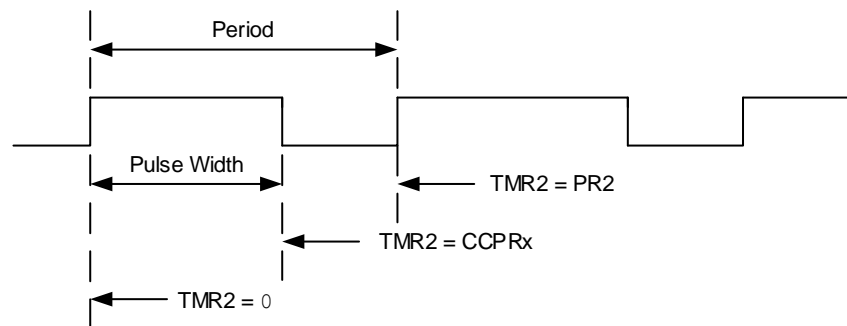 Period
Pulse Width
TMR2 = PR2
TMR2 = CCPRx
TMR2 = 0